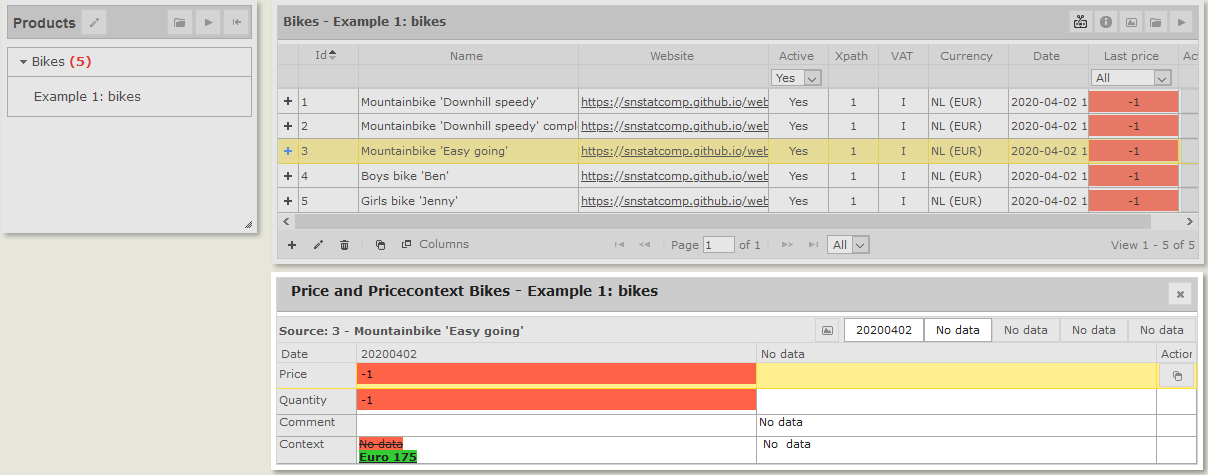 Products
Bikes (5)
Example 1: bikes
Bikes - Example 1: bikes
Id Name Website Active Xpath VAT Currency Date Last price Ac
Yes All
1 Mountainbike 'Downhill speedy' https://snstatcomp.github.io/web Yes 1 I NL (EUR) 2020-04-02 1 -1
2 Mountainbike 'Downhill speedy' compl https://snstatcomp.github.io/web Yes 1 I NL (EUR) 2020-04-02 1 -1
3 Mountainbike 'Easy going' https://snstatcomp.github.io/web Yes 1 I NL (EUR) 2020-04-02 1 -1
4 Boys bike 'Ben' https://snstatcomp.github.io/web Yes 1 I NL (EUR) 2020-04-02 1 -1
5 Girls bike 'Jenny' https://snstatcomp.github.io/web Yes 1 I NL (EUR) 2020-04-02 1 -1
Columns Page 1 of 1 All View 1 - 5 of 5
Price and Pricecontext Bikes - Example 1: bikes
Source: 3 - Mountainbike 'Easy going' 20200402 No data No data No data No data
Date 20200402 No data Action
Price -1
Quantity -1
Comment No data
Context No data No data
Euro 175